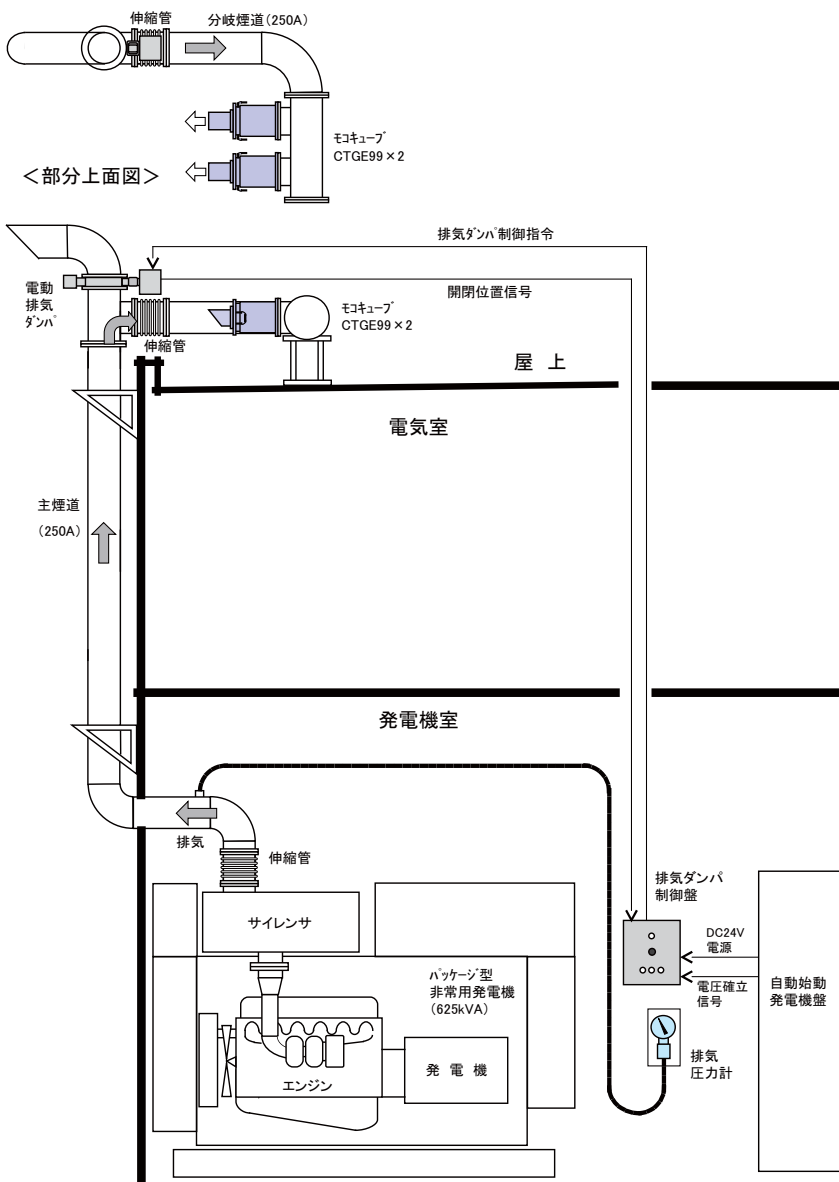 伸縮管
分岐煙道(250A)
ﾓｺｷｭｰﾌﾞ
CTGE99×2
＜部分上面図＞
排気ﾀﾞﾝﾊﾟ制御指令
開閉位置信号
電動
排気
ﾀﾞﾝﾊﾟ
伸縮管
ﾓｺｷｭｰﾌﾞ
CTGE99×2
屋 上
電気室
主煙道
(250A)
発電機室
排気
伸縮管
サイレンサ
排気ダンパ
制御盤
DC24V
電源
電圧確立
信号
自動始動
発電機盤
ﾊﾟｯｹｰｼﾞ型
非常用発電機
(625kVA)
エンジン
発 電 機
排気
圧力計